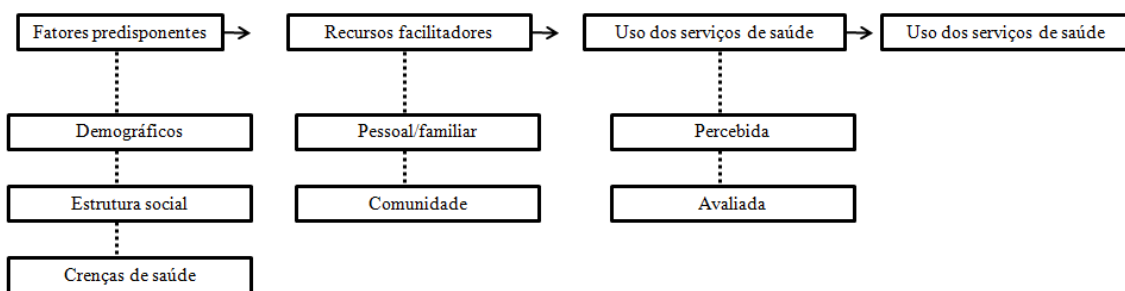 Fatores predisponentes
Recursos facilitadores
Uso dos serviços de saúde
Uso dos serviços de saúde
Demográficos
Pessoal/familiar
Percebida
Estrutura social
Comunidade
Avaliada
Crenças de saúde